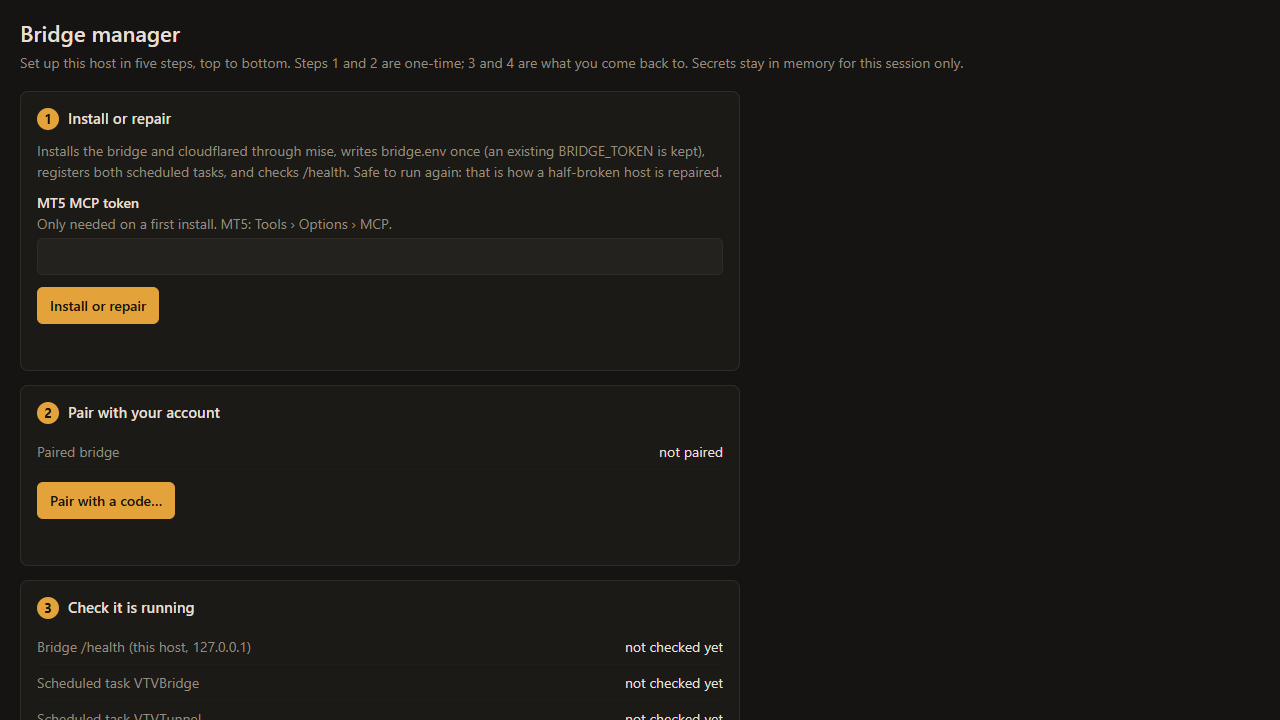 Bridge manager
Set up this host in five steps, top to bottom. Steps 1 and 2 are one-time; 3 and 4 are what you come back to. Secrets stay in memory for this session only.
1 Install or repair
Installs the bridge and cloudflared through mise, writes bridge.env once (an existing BRIDGE_TOKEN is kept),
registers both scheduled tasks, and checks /health. Safe to run again: that is how a half-broken host is repaired.
MT5 MCP token
Only needed on a first install. MT5: Tools › Options › MCP.
Install or repair
2 Pair with your account
Paired bridge not paired
Pair with a code...
3 Check it is running
Bridge /health (this host, 127.0.0.1) not checked yet
Scheduled task VTVBridge not checked yet
Scheduled task VTVTunnel not checked yet